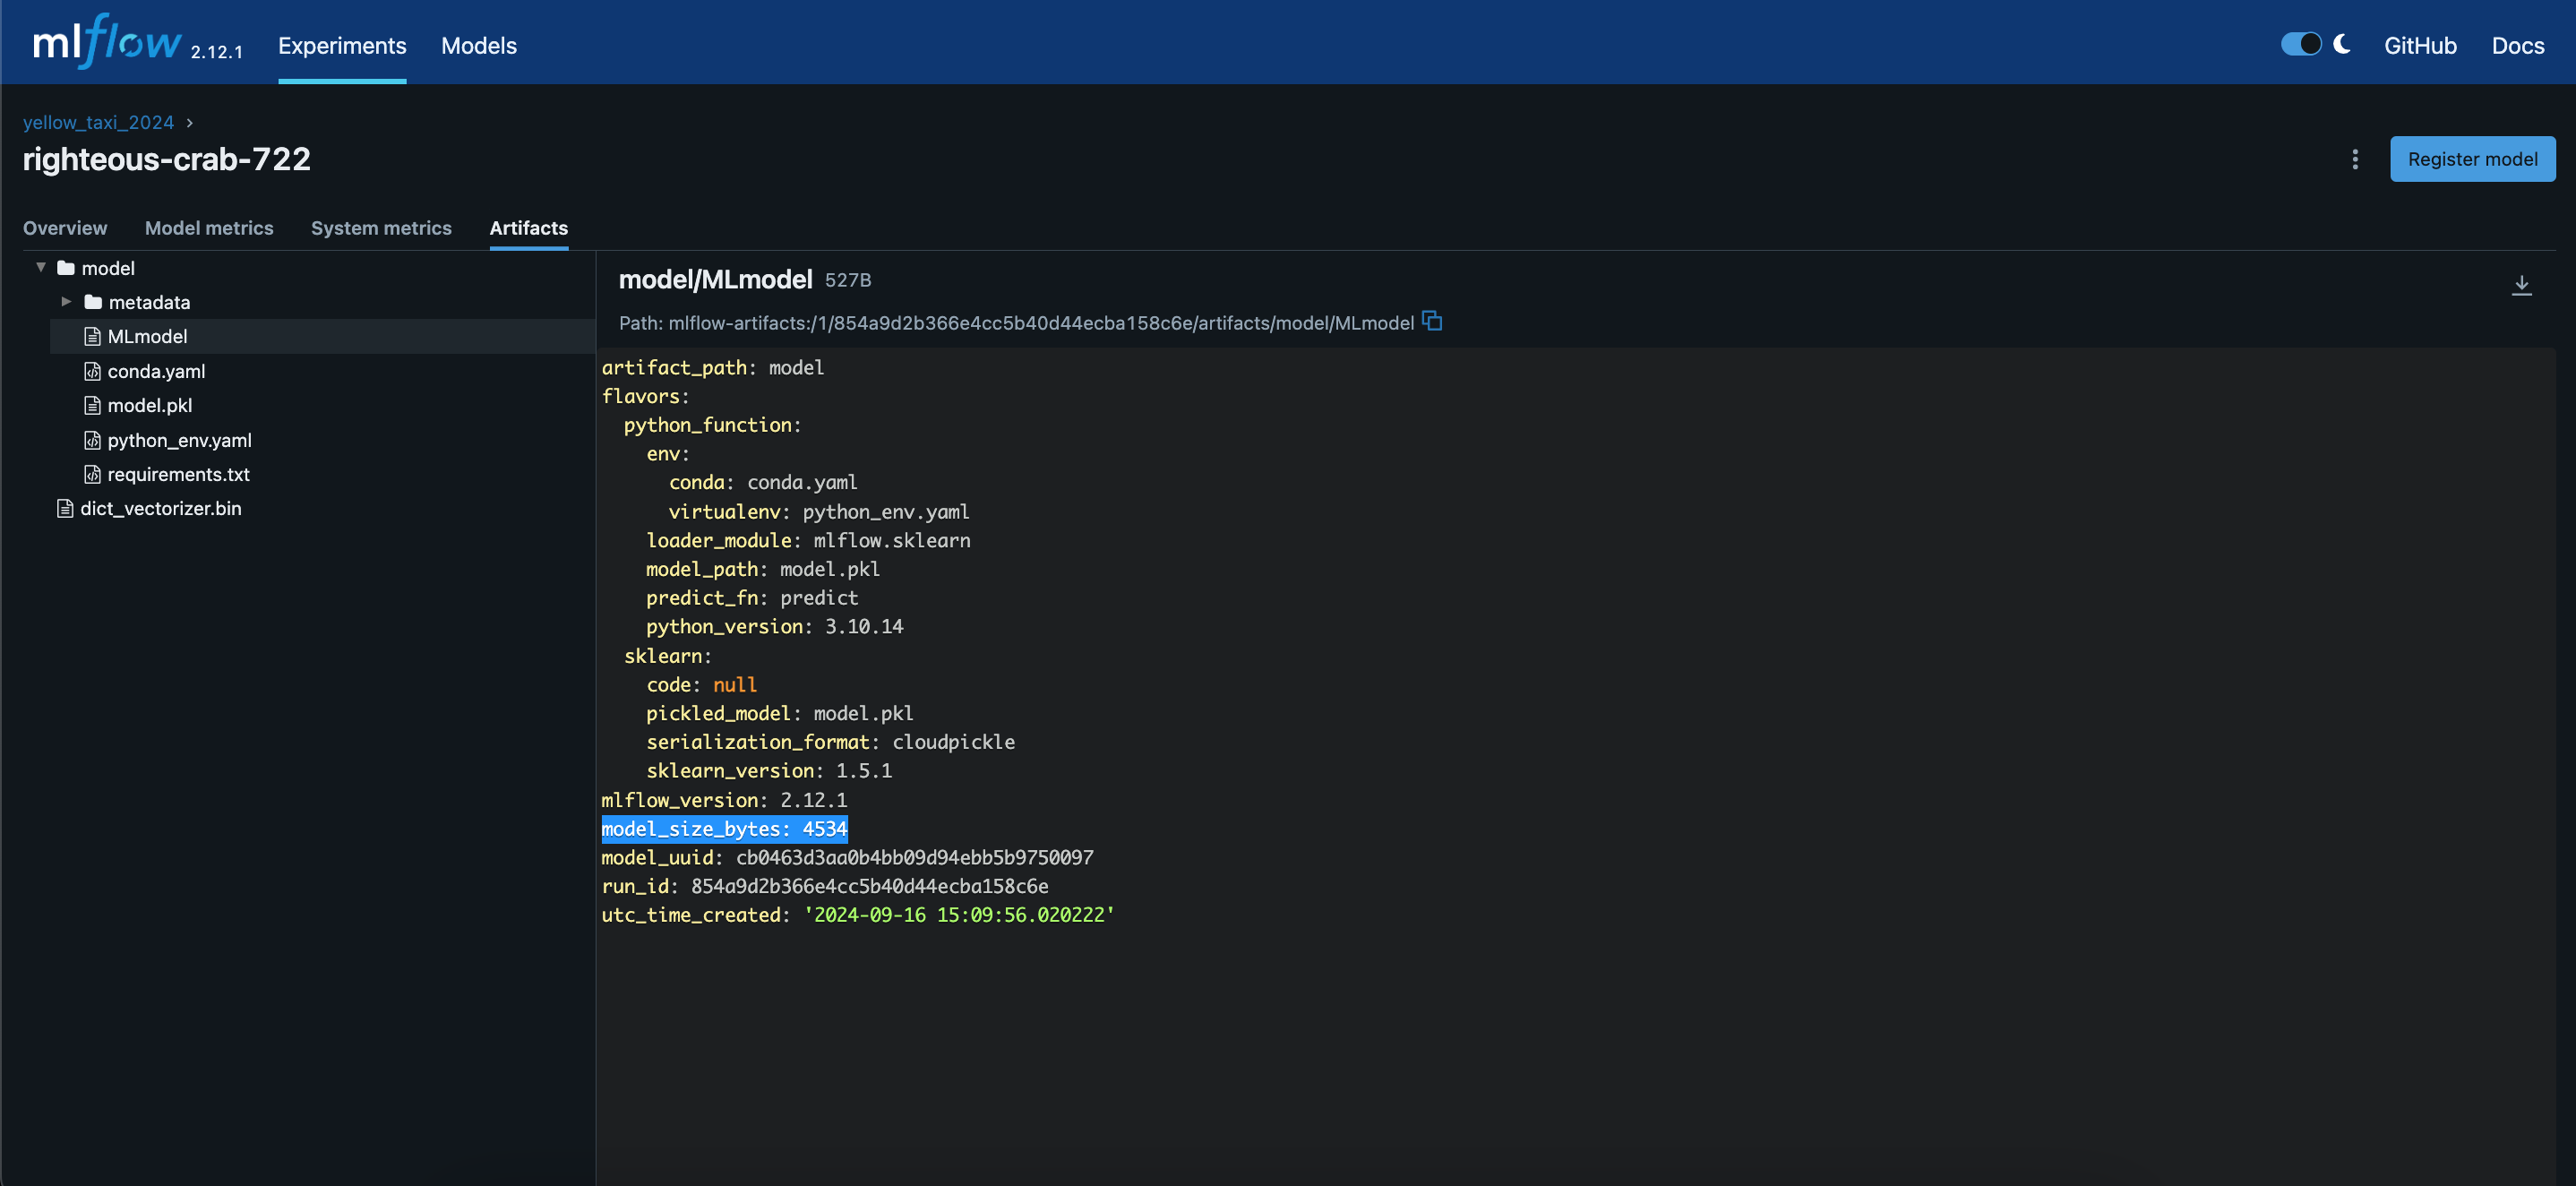 mlflow 2.12.1 Experiments Models GitHub Docs
yellow_taxi_2024 >
righteous-crab-722
Register model
Overview Model metrics System metrics Artifacts
model
metadata
MLmodel
conda.yaml
model.pkl
python_env.yaml
requirements.txt
dict_vectorizer.bin
model/MLmodel 527B
Path: mlflow-artifacts:/1/854a9d2b366e4cc5b40d44ecba158c6e/artifacts/model/MLmodel
artifact_path: model
flavors:
  python_function:
    env:
      conda: conda.yaml
      virtualenv: python_env.yaml
    loader_module: mlflow.sklearn
    model_path: model.pkl
    predict_fn: predict
    python_version: 3.10.14
  sklearn:
    code: null
    pickled_model: model.pkl
    serialization_format: cloudpickle
    sklearn_version: 1.5.1
mlflow_version: 2.12.1
model_size_bytes: 4534
model_uuid: cb0463d3aa0b4bb09d94ebb5b9750097
run_id: 854a9d2b366e4cc5b40d44ecba158c6e
utc_time_created: '2024-09-16 15:09:56.020222'